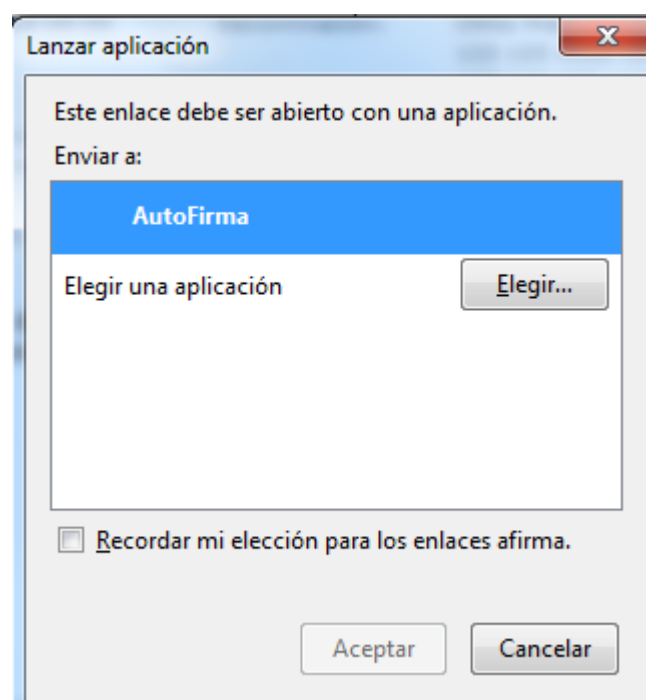 Lanzar aplicación
Este enlace debe ser abierto con una aplicación.
Enviar a:
AutoFirma
Elegir una aplicación
Elegir...
Recordar mi elección para los enlaces afirma.
Aceptar
Cancelar